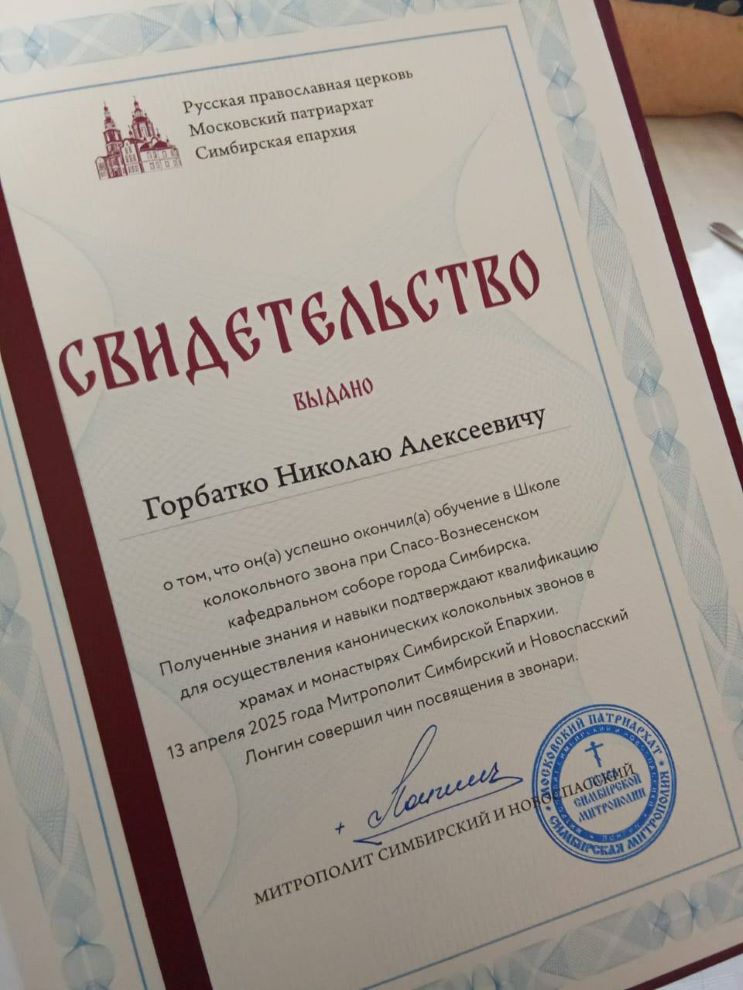 Русская православная церковь
Московский патриархат
Симбирская епархия
СВИДЕТЕЛЬСТВО
ВЫДАНО
Горбатко Николаю Алексеевичу
о том, что он(а) успешно окончил(а) обучение в Школе
колокольного звона при Спасо-Вознесенском
кафедральном соборе города Симбирска.
Полученные знания и навыки подтверждают квалификацию
для осуществления канонических колокольных звонов в
храмах и монастырях Симбирской Епархии.
13 апреля 2025 года Митрополит Симбирский и Новоспасский
Лонгин совершил чин посвящения в звонари.
+ Лонгин
МИТРОПОЛИТ СИМБИРСКИЙ И НОВОСПАССКИЙ
МОСКОВСКИЙ ПАТРИАРХАТ
СИМБИРСКАЯ МИТРОПОЛИЯ
СИМБИРСКОЙ
МИТРОПОЛИИ